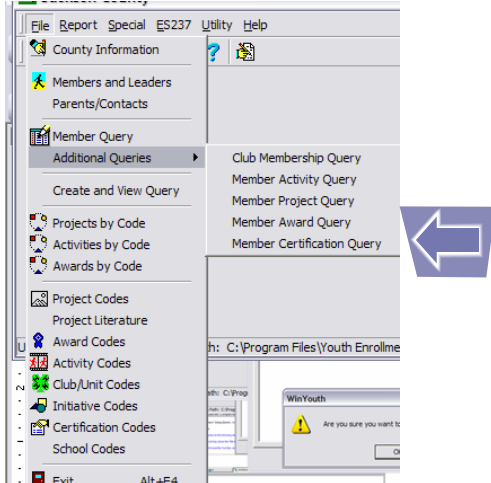 File Report Special ES237 Utility Help
County Information
Members and Leaders
Parents/Contacts
Member Query
Additional Queries
Club Membership Query
Member Activity Query
Member Project Query
Member Award Query
Member Certification Query
Create and View Query
Projects by Code
Activities by Code
Awards by Code
Project Codes
Project Literature
Award Codes
th: C:\Program Files\Youth Enrollme
Activity Codes
Club/Unit Codes
Initiative Codes
Certification Codes
School Codes
Exit Alt+F4
WinYouth
Are you sure you want to